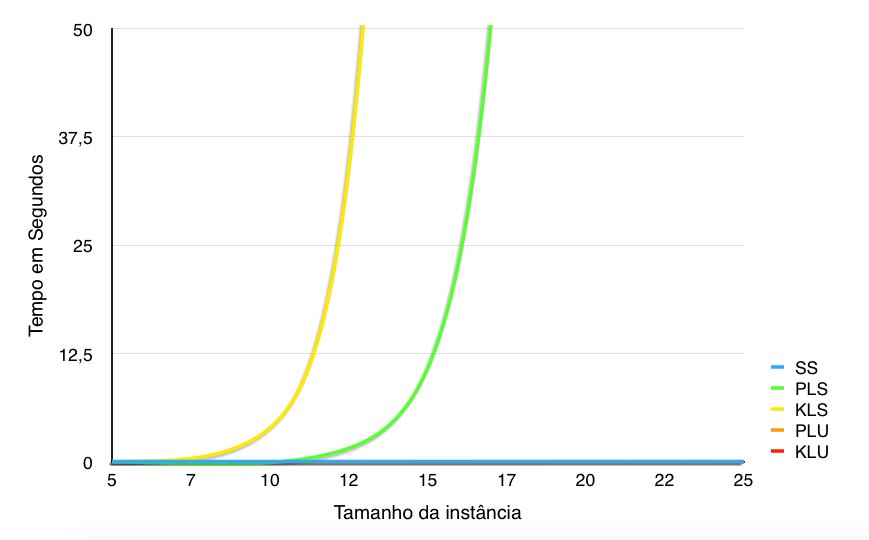 50
37,5
25
12,5
0
Tempo em Segundos
5 7 10 12 15 17 20 22 25
Tamanho da instância
SS
PLS
KLS
PLU
KLU